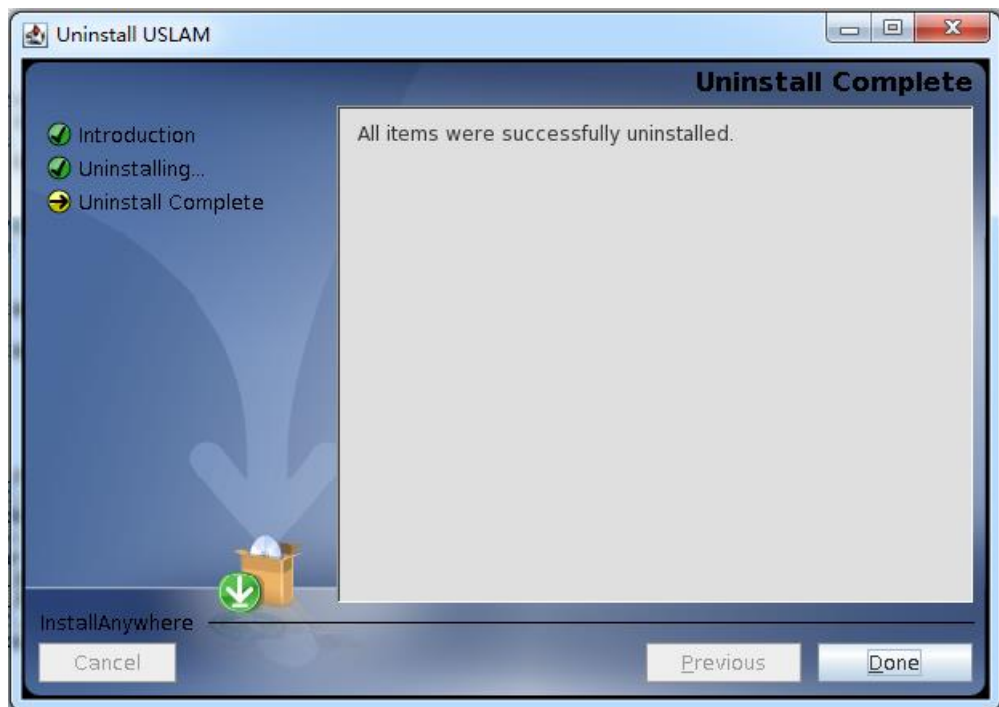 Uninstall USLAM
Uninstall Complete
Introduction
Uninstalling...
Uninstall Complete
All items were successfully uninstalled.
InstallAnywhere
Cancel
Previous
Done